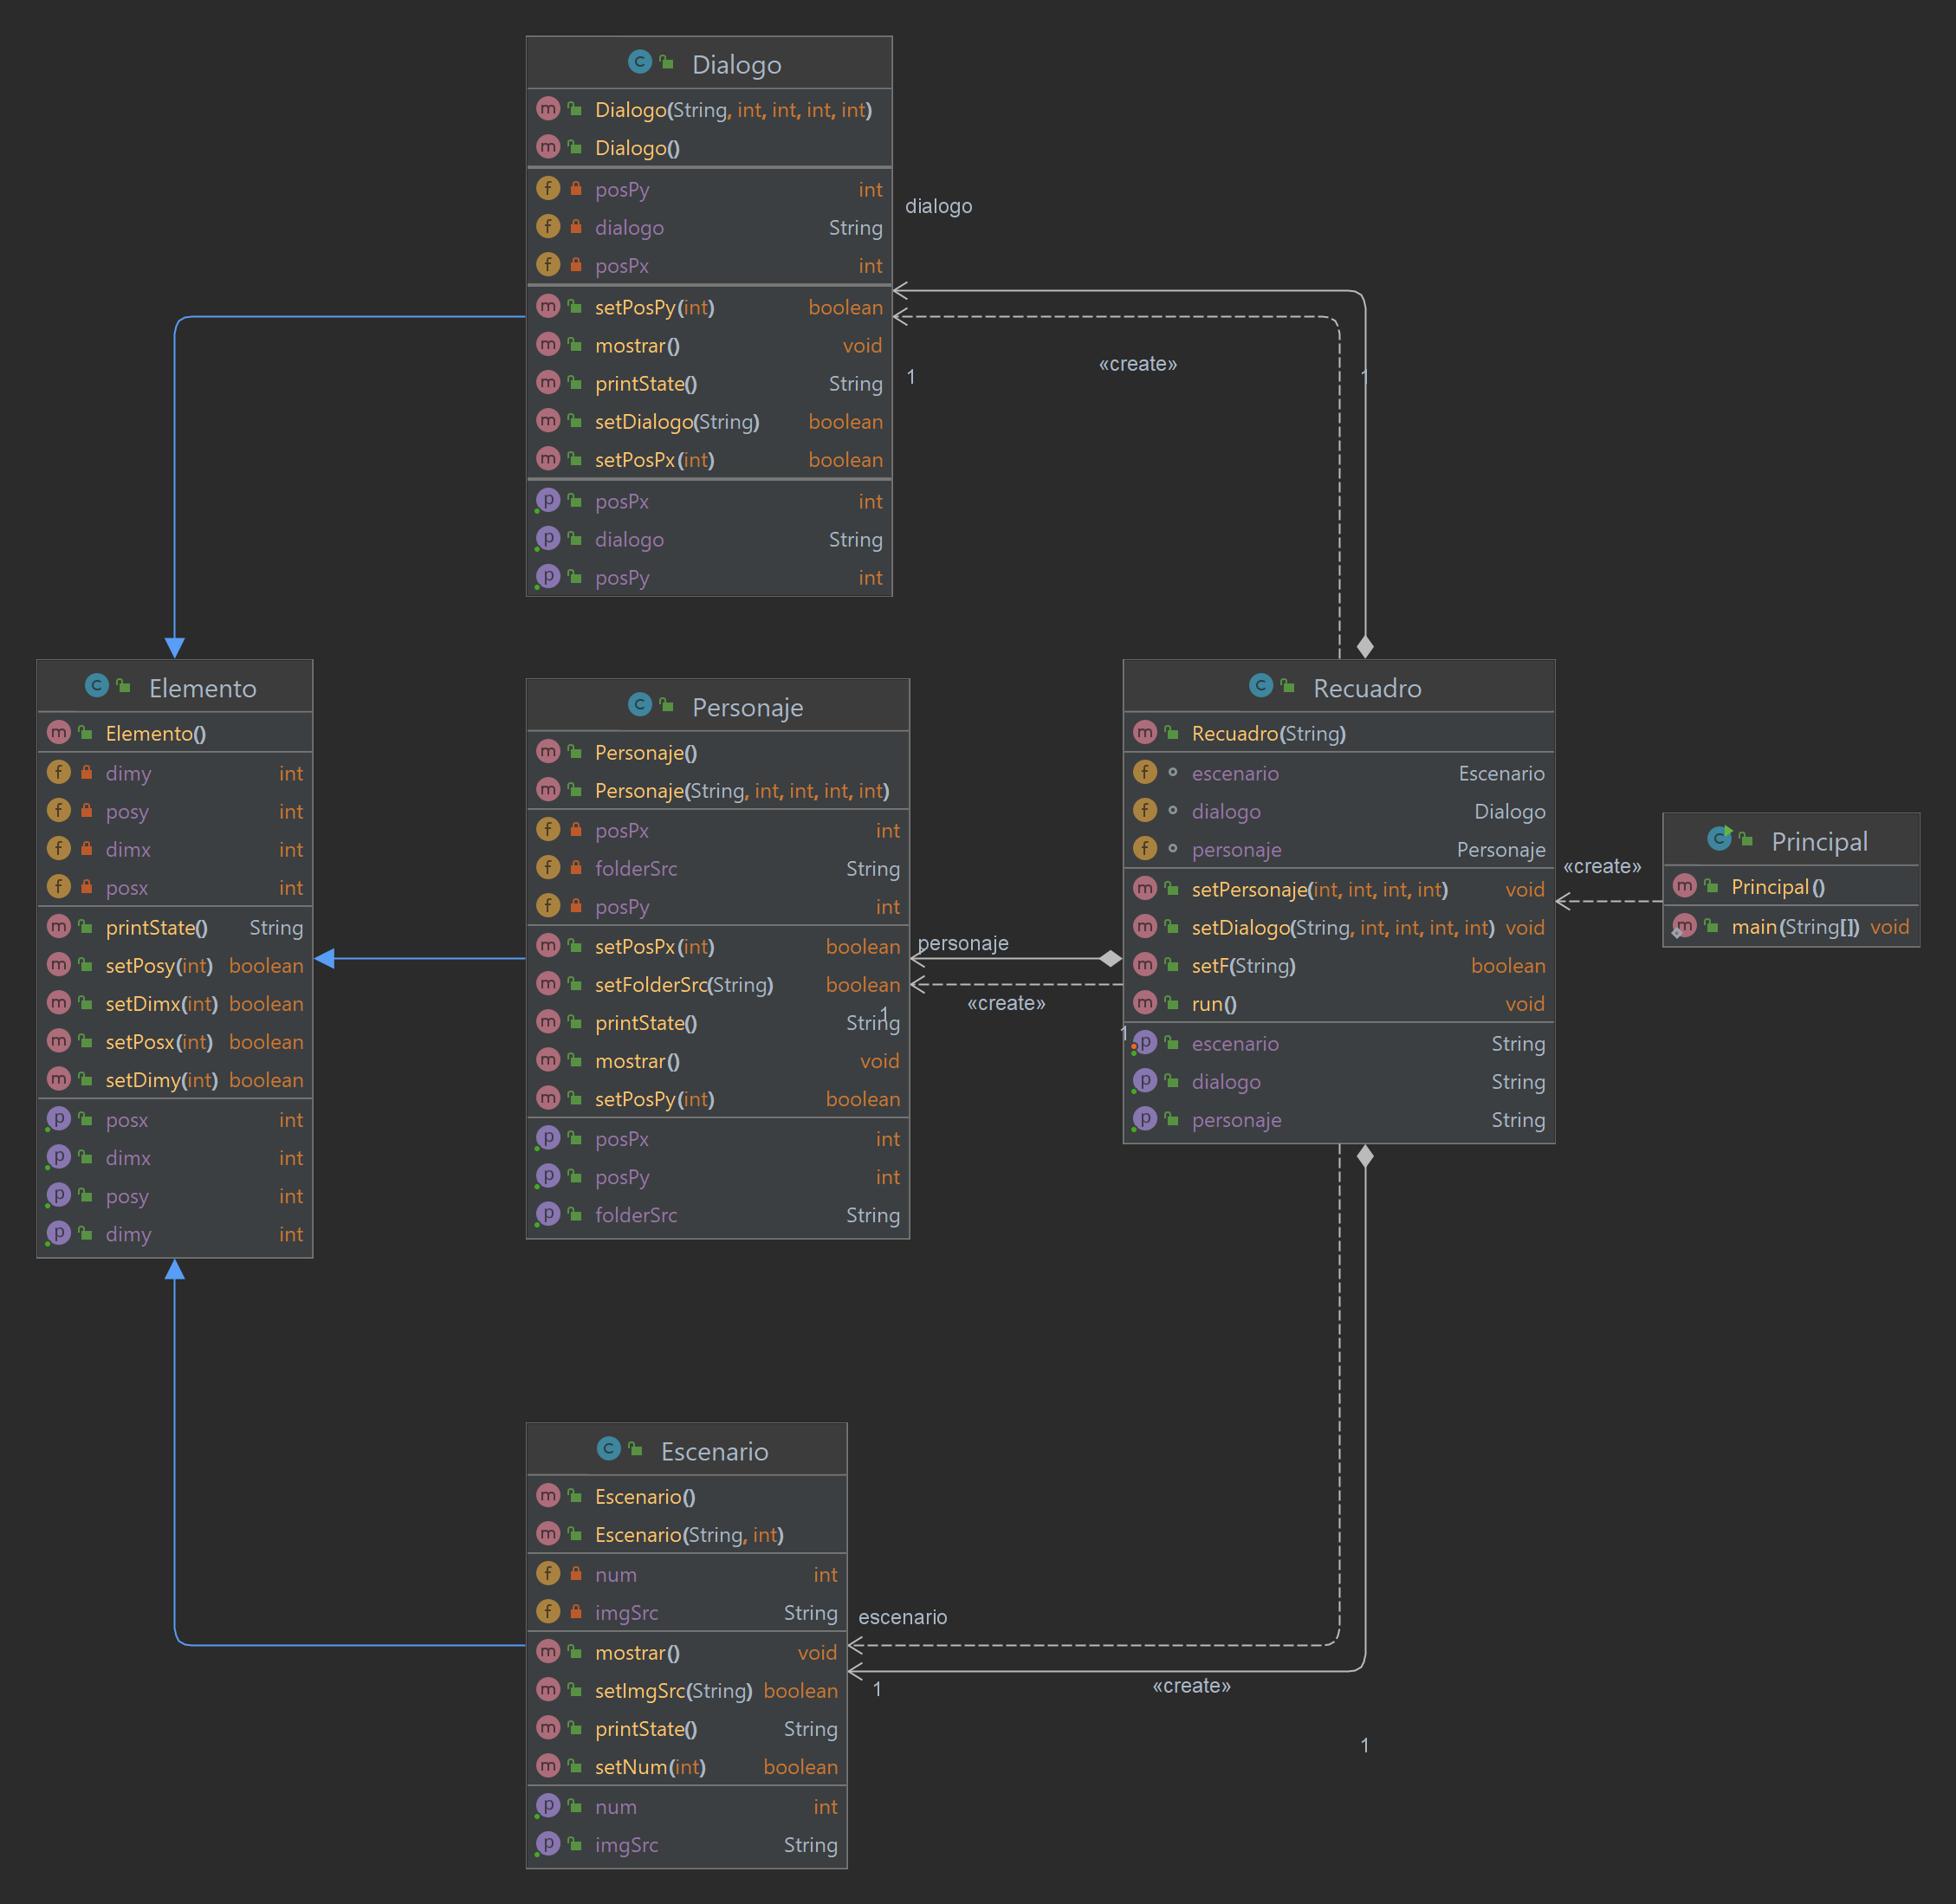 Dialogo
Dialogo(String, int, int, int, int)
Dialogo()
posPy int
dialogo String
posPx int
setPosPy(int) boolean
mostrar() void
printState() String
setDialogo(String) boolean
setPosPx(int) boolean
posPx int
dialogo String
posPy int
dialogo
1
«create»
1
Elemento
Elemento()
dimy int
posy int
dimx int
posx int
printState() String
setPosy(int) boolean
setDimx(int) boolean
setPosx(int) boolean
setDimy(int) boolean
posx int
dimx int
posy int
dimy int
Personaje
Personaje()
Personaje(String, int, int, int, int)
posPx int
folderSrc String
posPy int
setPosPx(int) boolean
setFolderSrc(String) boolean
printState() String
mostrar() void
setPosPy(int) boolean
posPx int
posPy int
folderSrc String
personaje
«create»
1
1
Recuadro
Recuadro(String)
escenario Escenario
dialogo Dialogo
personaje Personaje
setPersonaje(int, int, int, int) void
setDialogo(String, int, int, int, int) void
setF(String) boolean
run() void
escenario String
dialogo String
personaje String
«create»
Principal
Principal()
main(String[]) void
Escenario
Escenario()
Escenario(String, int)
num int
imgSrc String
mostrar() void
setImgSrc(String) boolean
printState() String
setNum(int) boolean
num int
imgSrc String
escenario
1
«create»
1